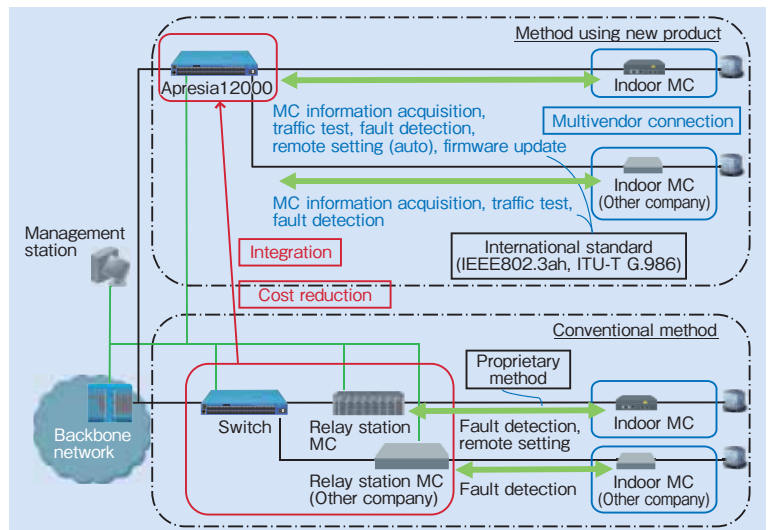 Method using new product
Apresia12000
Indoor MC
MC information acquisition,
traffic test, fault detection,
remote setting (auto), firmware update
Multivendor connection
Indoor MC
(Other company)
MC information acquisition, traffic test,
fault detection
Management
station
Integration
International standard
(IEEE802.3ah, ITU-T G.986)
Cost reduction
Conventional method
Proprietary
method
Backbone
network
Switch
Relay station
MC
Fault detection,
remote setting
Indoor MC
Relay station MC
(Other company)
Fault detection
Indoor MC
(Other company)